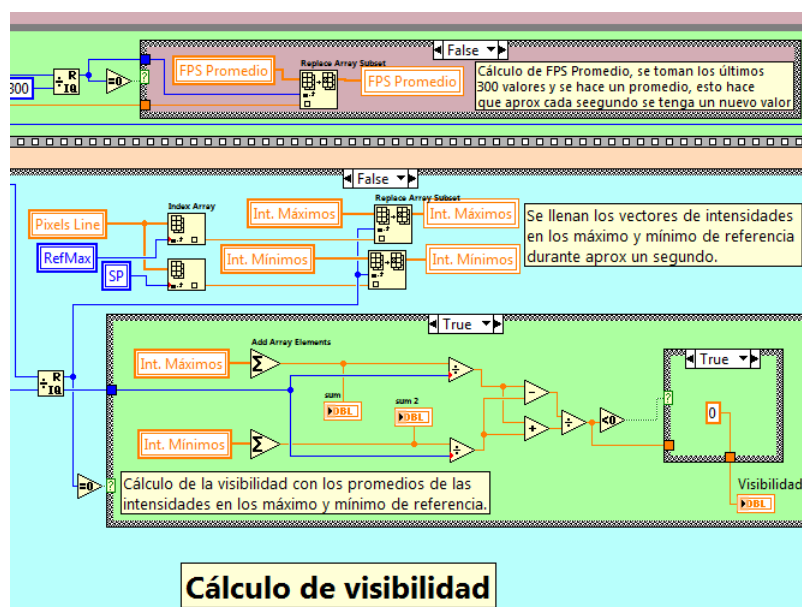 False
R
IQ
300
=0
?
FPS Promedio
Replace Array Subset
FPS Promedio
Cálculo de FPS Promedio, se toman los últimos
300 valores y se hace un promedio, esto hace
que aprox cada seegundo se tenga un nuevo valor
False
Index Array
Replace Array Subset
Pixels Line
Int. Máximos
Int. Máximos
RefMax
Int. Mínimos
Int. Mínimos
SP
Se llenan los vectores de intensidades
en los máximo y mínimo de referencia
durante aprox un segundo.
True
Add Array Elements
Int. Máximos
Σ
÷
True
R
IQ
sum
DBL
sum 2
DBL
-
+
÷
<0
?
0
Int. Mínimos
Σ
÷
=0
?
Cálculo de la visibilidad con los promedios de las
intensidades en los máximo y mínimo de referencia.
Visibilidad
DBL
Cálculo de visibilidad